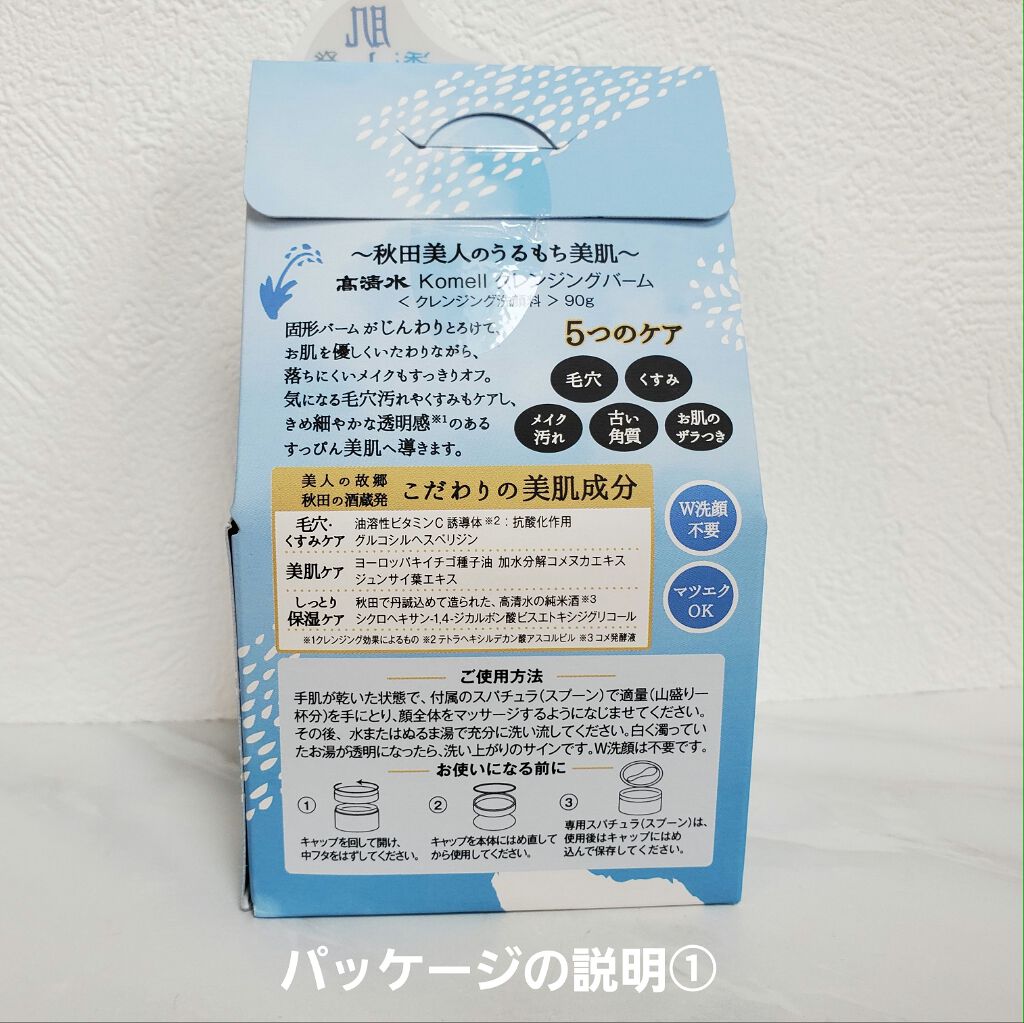 肌
～秋田美人のうるもち美肌～
高清水 Komell クレンジングバーム
＜ クレンジング洗顔料 ＞ 90g
固形バームがじんわりとろけて、
お肌を優しくいたわりながら、
落ちにくいメイクもすっきりオフ。
気になる毛穴汚れやくすみもケアし、
きめ細やかな透明感※1のある
すっぴん美肌へ導きます。
5つのケア
毛穴
くすみ
メイク
汚れ
古い
角質
お肌の
ザラつき
美人の故郷
秋田の酒蔵発
こだわりの美肌成分
毛穴・
くすみケア
油溶性ビタミンC誘導体※2：抗酸化作用
グルコシルヘスペリジン
美肌ケア
ヨーロッパキイチゴ種子油 加水分解コメヌカエキス
ジュンサイ葉エキス
しっとり
保湿ケア
秋田で丹誠込めて造られた、高清水の純米酒※3
シクロヘキサン-1,4-ジカルボン酸ビスエトキシジグリコール
※1クレンジング効果によるもの ※2 テトラヘキシルデカン酸アスコルビル ※3 コメ発酵液
W洗顔
不要
マツエク
OK
ご使用方法
手肌が乾いた状態で、付属のスパチュラ（スプーン）で適量（山盛り一
杯分）を手にとり、顔全体をマッサージするようになじませてください。
その後、水またはぬるま湯で充分に洗い流してください。白く濁ってい
たお湯が透明になったら、洗い上がりのサインです。W洗顔は不要です。
お使いになる前に
①
キャップを回して開け、
中フタをはずしてください。
②
キャップを本体にはめ直して
から使用してください。
③
専用スパチュラ（スプーン）は、
使用後はキャップにはめ
込んで保存してください。
パッケージの説明①